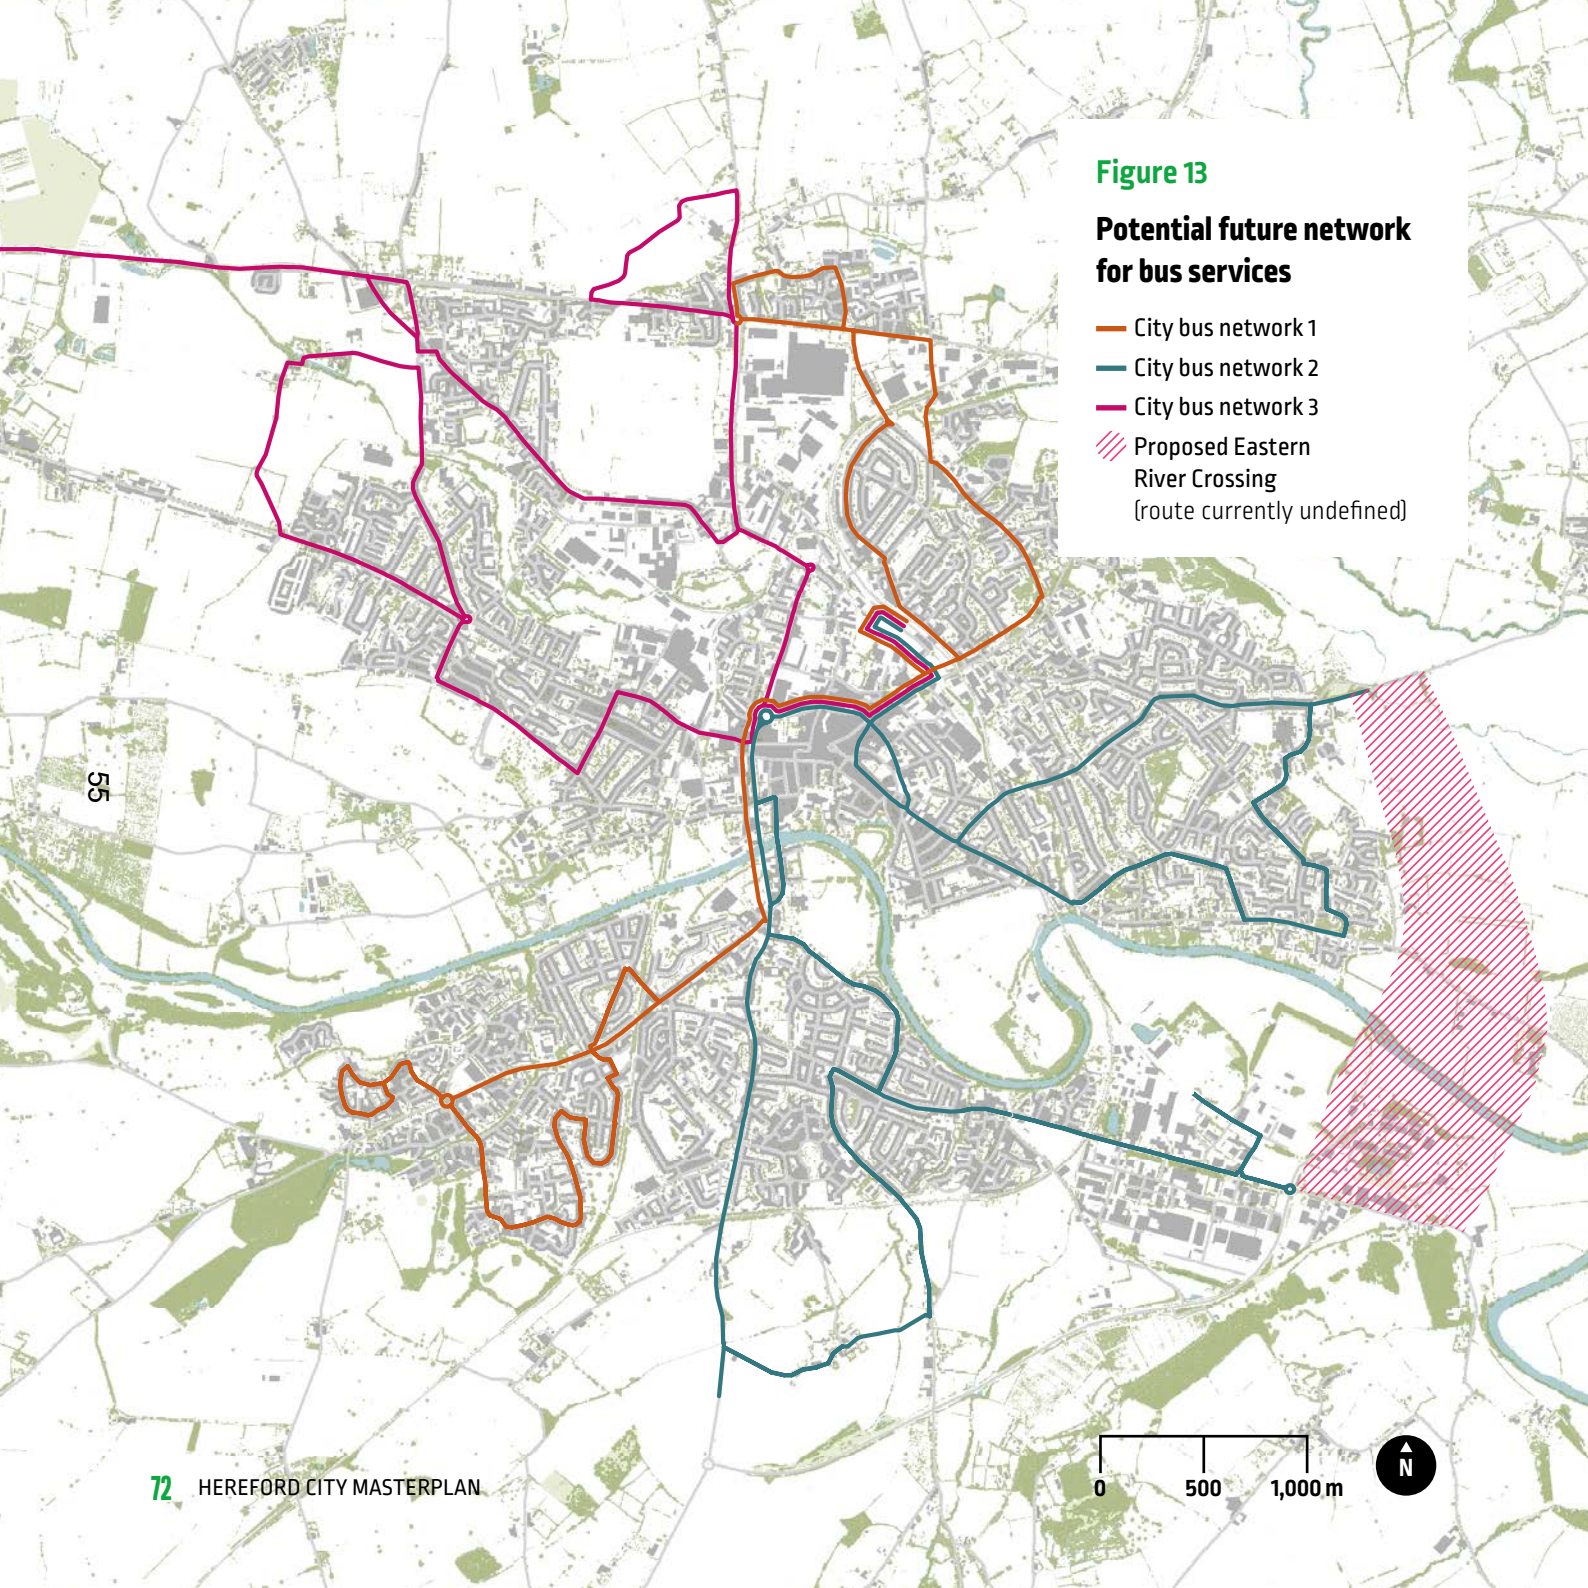 Figure 13
Potential future network
for bus services
City bus network 1
City bus network 2
City bus network 3
Proposed Eastern
River Crossing
(route currently undefined)
55
0 500 1,000 m
N
72 HEREFORD CITY MASTERPLAN